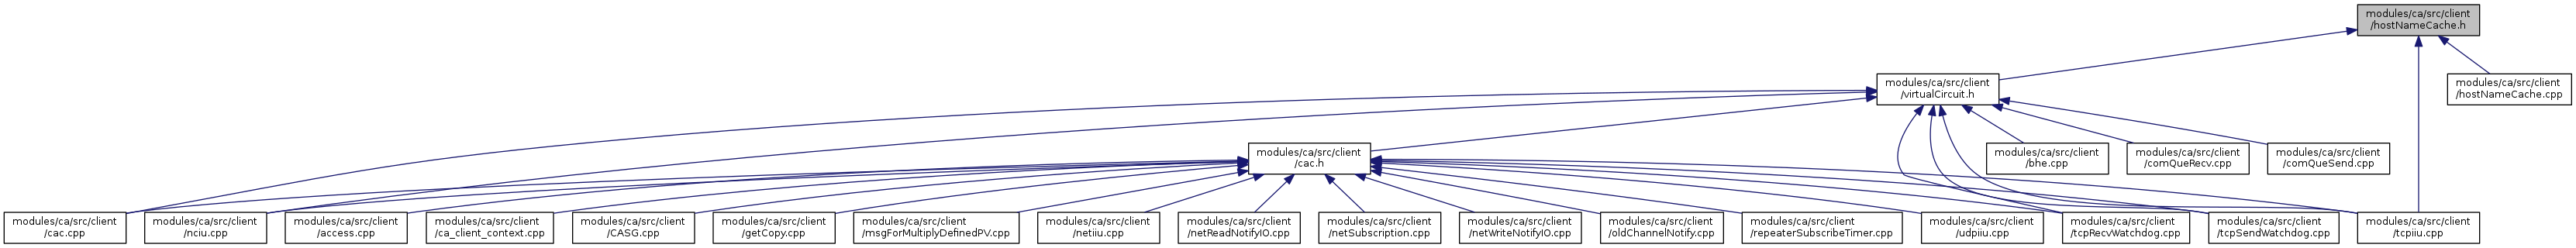 modules/ca/src/client
/hostNameCache.h
modules/ca/src/client
/virtualCircuit.h
modules/ca/src/client
/hostNameCache.cpp
modules/ca/src/client
/cac.h
modules/ca/src/client
/bhe.cpp
modules/ca/src/client
/comQueRecv.cpp
modules/ca/src/client
/comQueSend.cpp
modules/ca/src/client
/cac.cpp
modules/ca/src/client
/nciu.cpp
modules/ca/src/client
/access.cpp
modules/ca/src/client
/ca_client_context.cpp
modules/ca/src/client
/CASG.cpp
modules/ca/src/client
/getCopy.cpp
modules/ca/src/client
/msgForMultiplyDefinedPV.cpp
modules/ca/src/client
/netiiu.cpp
modules/ca/src/client
/netReadNotifyIO.cpp
modules/ca/src/client
/netSubscription.cpp
modules/ca/src/client
/netWriteNotifyIO.cpp
modules/ca/src/client
/oldChannelNotify.cpp
modules/ca/src/client
/repeaterSubscribeTimer.cpp
modules/ca/src/client
/udpiiu.cpp
modules/ca/src/client
/tcpRecvWatchdog.cpp
modules/ca/src/client
/tcpSendWatchdog.cpp
modules/ca/src/client
/tcpiiu.cpp